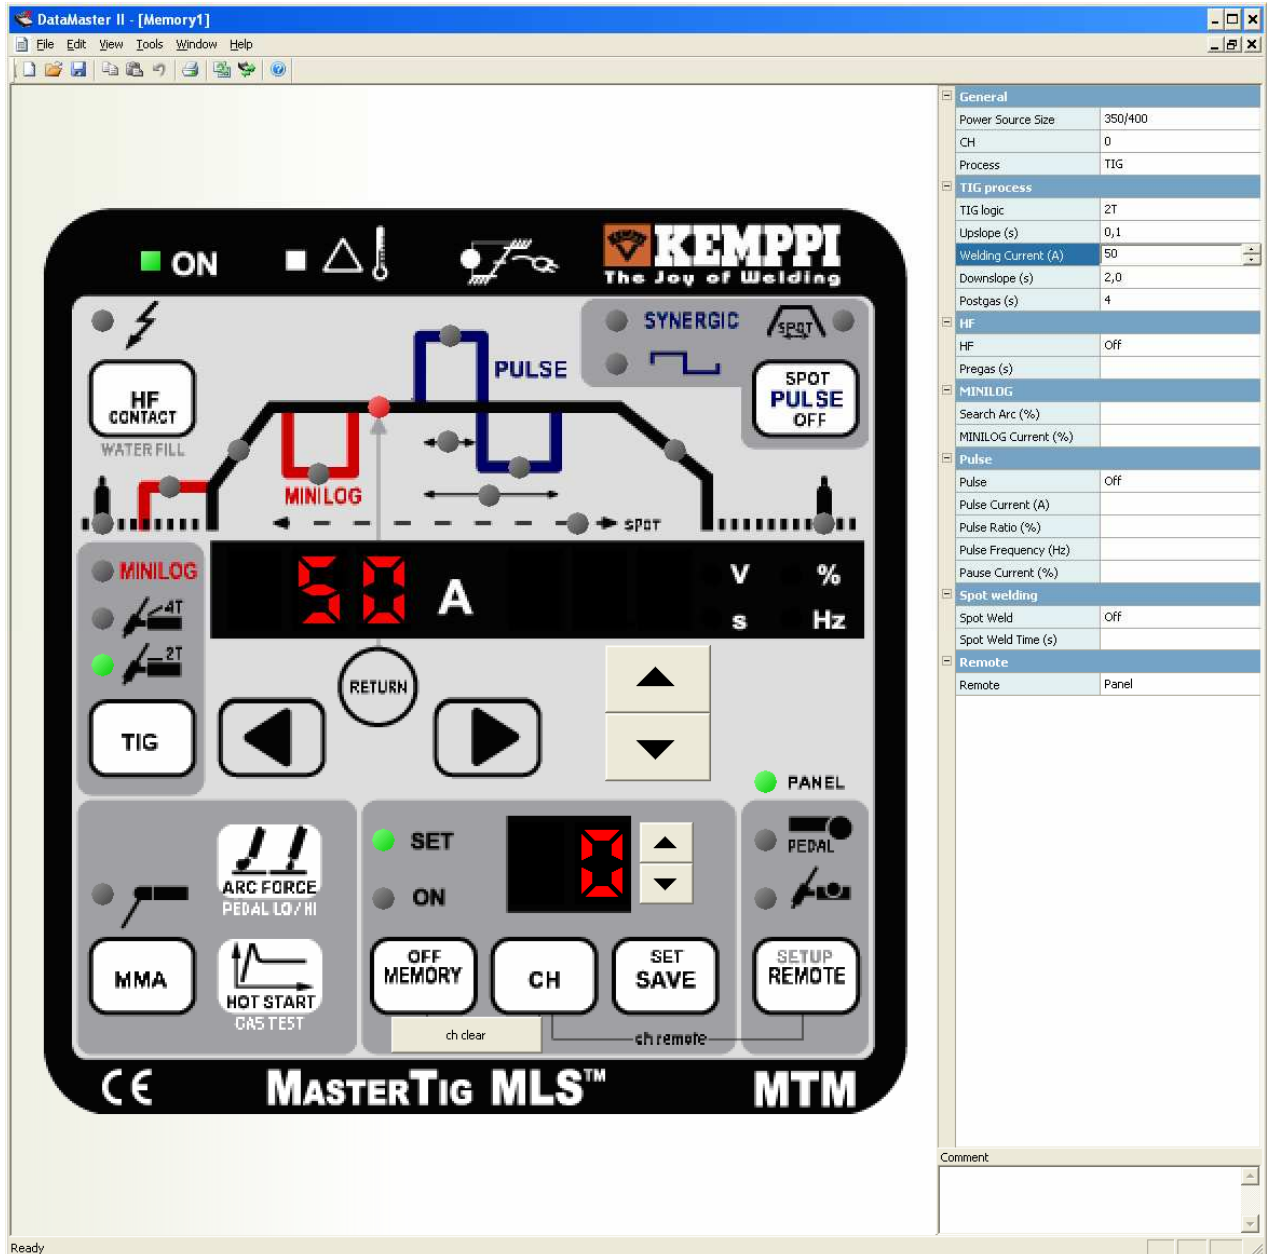 DataMaster II - [Memory1]
File Edit View Tools Window Help
ON
KEMPPI
The Joy of Welding
SYNERGIC
SPOT
PULSE
SPOT
PULSE
OFF
HF
CONTACT
WATER FILL
MINILOG
SPOT
MINILOG
4T
2T
50 A
V %
s Hz
RETURN
TIG
PANEL
SET
0
PEDAL
ON
ARC FORCE
PEDAL LO/HI
MMA
HOT START
GAS TEST
OFF
MEMORY
CH
SET
SAVE
SETUP
REMOTE
ch clear
ch remote
CE
MASTERTIG MLS™
MTM
General
Power Source Size 350/400
CH 0
Process TIG
TIG process
TIG logic 2T
Upslope (s) 0,1
Welding Current (A) 50
Downslope (s) 2,0
Postgas (s) 4
HF
HF Off
Pregas (s)
MINILOG
Search Arc (%)
MINILOG Current (%)
Pulse
Pulse Off
Pulse Current (A)
Pulse Ratio (%)
Pulse Frequency (Hz)
Pause Current (%)
Spot welding
Spot Weld Off
Spot Weld Time (s)
Remote
Remote Panel
Comment
Ready